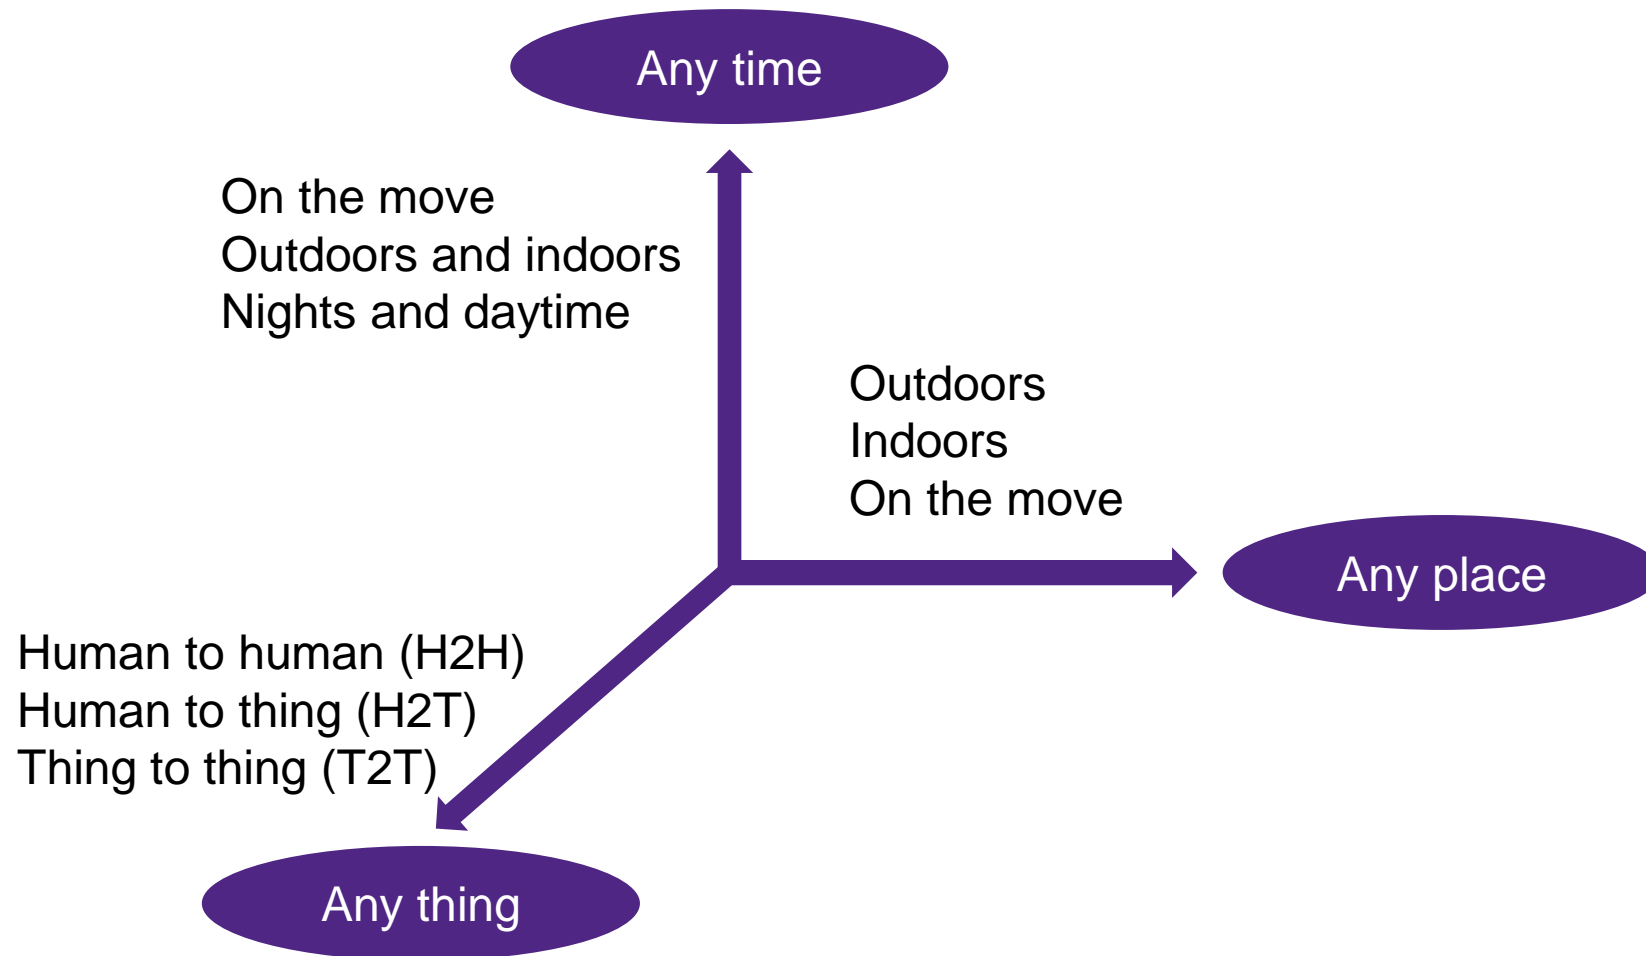 Any time
On the move
Outdoors and indoors
Nights and daytime
Outdoors
Indoors
On the move
Any place
Human to human (H2H)
Human to thing (H2T)
Thing to thing (T2T)
Any thing